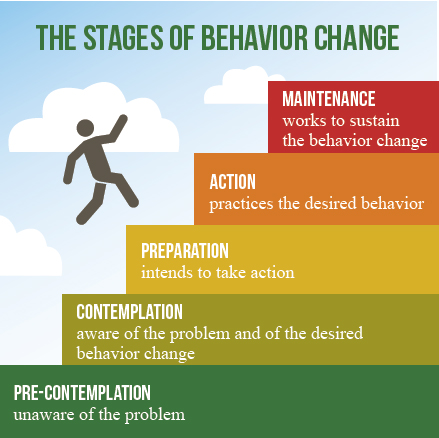 THE STAGES OF BEHAVIOR CHANGE
MAINTENANCE
works to sustain
the behavior change
ACTION
practices the desired behavior
PREPARATION
intends to take action
CONTEMPLATION
aware of the problem and of the desired
behavior change
PRE-CONTEMPLATION
unaware of the problem